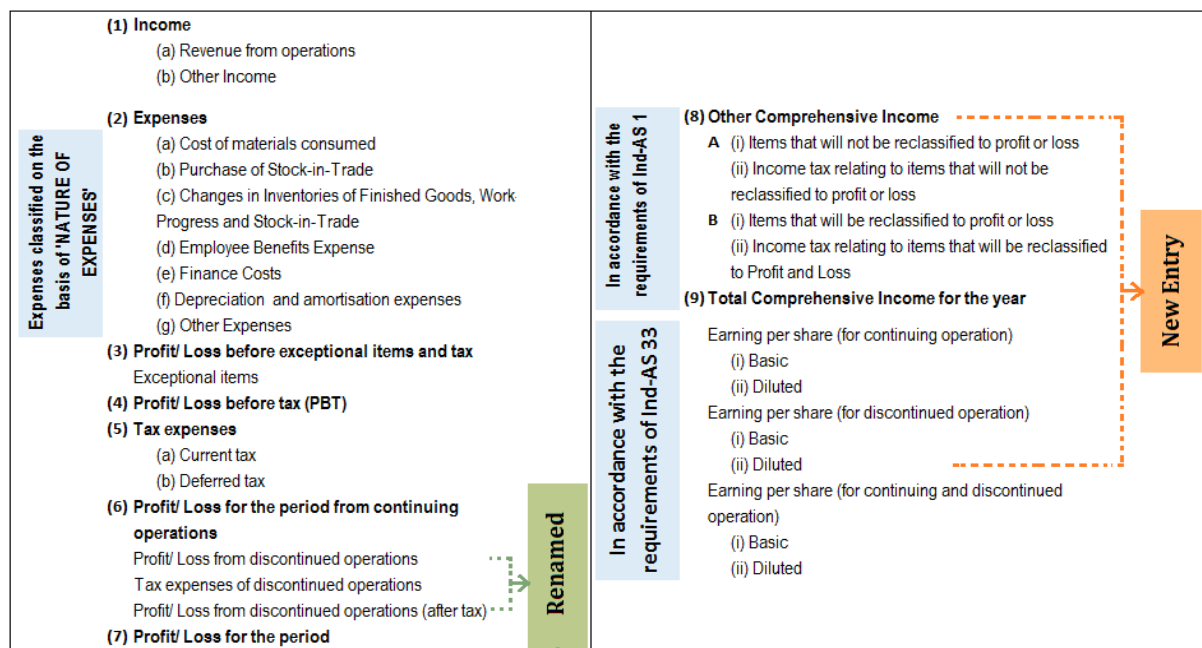 (1) Income
(a) Revenue from operations
(b) Other Income
Expenses classified on the
basis of 'NATURE OF
EXPENSES'
(2) Expenses
(a) Cost of materials consumed
(b) Purchase of Stock-in-Trade
(c) Changes in Inventories of Finished Goods, Work
Progress and Stock-in-Trade
(d) Employee Benefits Expense
(e) Finance Costs
(f) Depreciation and amortisation expenses
(g) Other Expenses
(3) Profit/ Loss before exceptional items and tax
Exceptional items
(4) Profit/ Loss before tax (PBT)
(5) Tax expenses
(a) Current tax
(b) Deferred tax
(6) Profit/ Loss for the period from continuing
operations
Profit/ Loss from discontinued operations
Tax expenses of discontinued operations
Profit/ Loss from discontinued operations (after tax)
Renamed
(7) Profit/ Loss for the period
In accordance with the
requirements of Ind-AS 1
(8) Other Comprehensive Income
A (i) Items that will not be reclassified to profit or loss
(ii) Income tax relating to items that will not be
reclassified to profit or loss
B (i) Items that will be reclassified to profit or loss
(ii) Income tax relating to items that will be reclassified
to Profit and Loss
(9) Total Comprehensive Income for the year
In accordance with the
requirements of Ind-AS 33
Earning per share (for continuing operation)
(i) Basic
(ii) Diluted
Earning per share (for discontinued operation)
(i) Basic
(ii) Diluted
Earning per share (for continuing and discontinued
operation)
(i) Basic
(ii) Diluted
New Entry